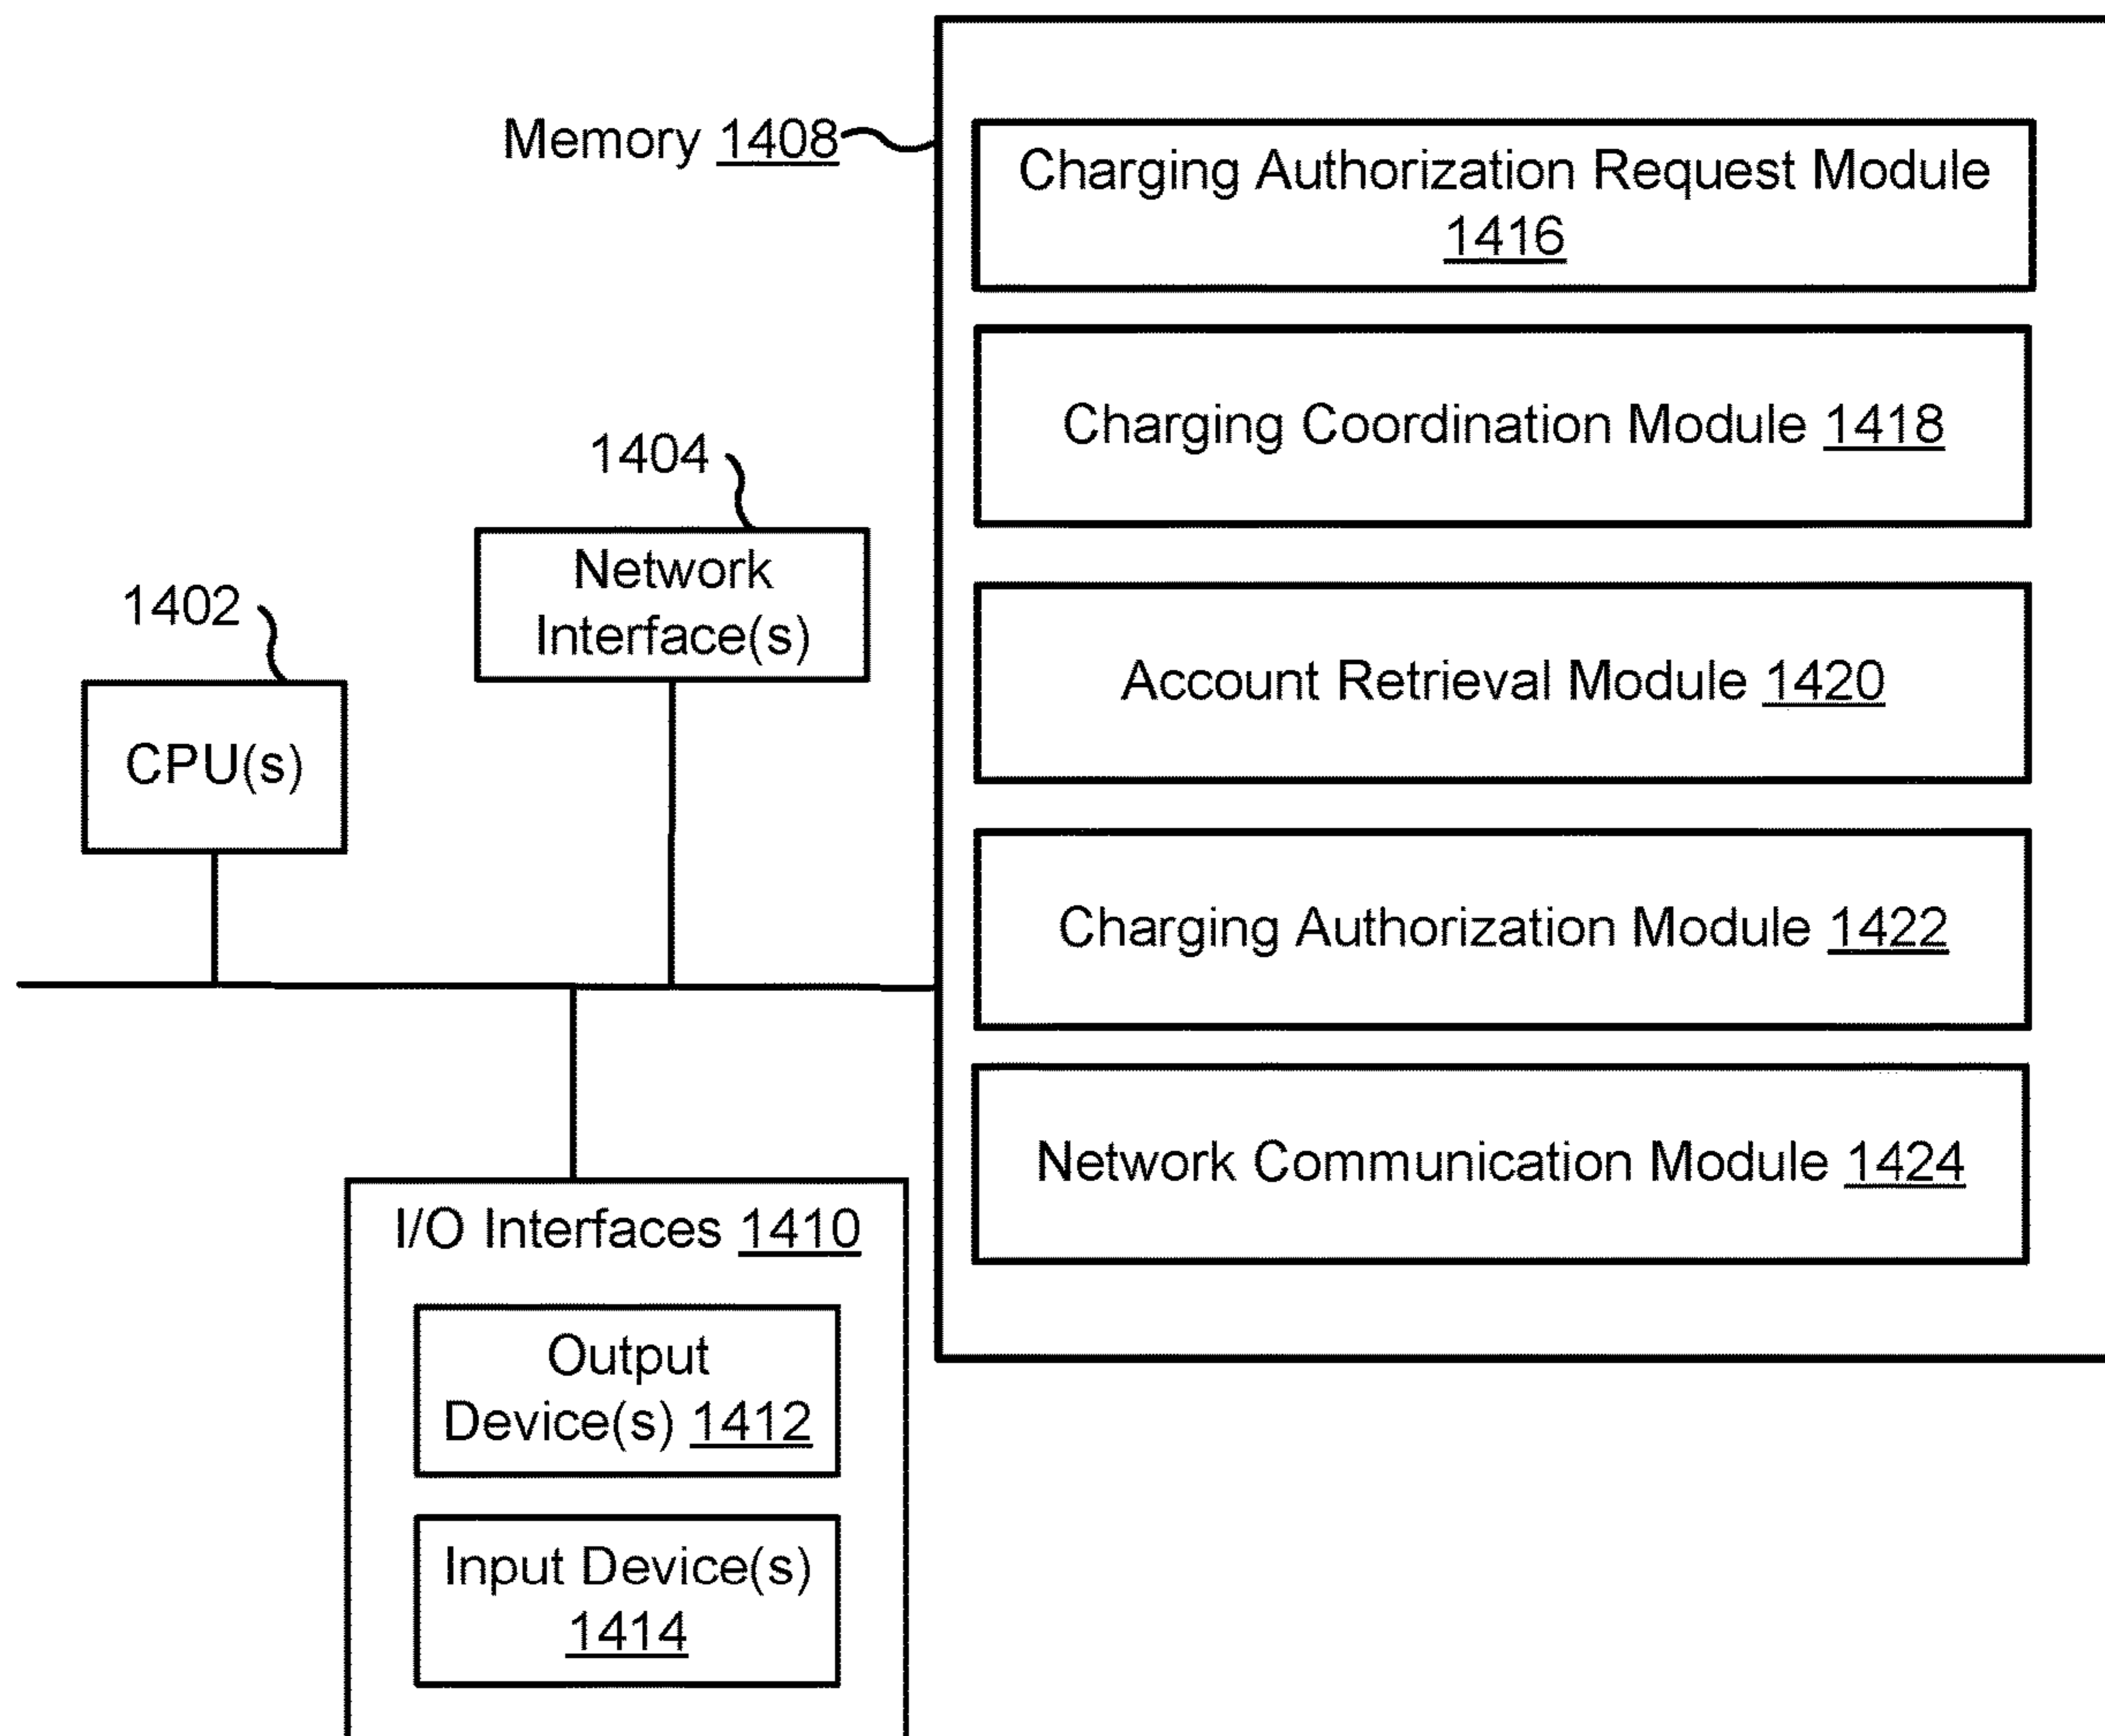 Memory 1408
Charging Authorization Request Module
1416
Charging Coordination Module 1418
1404
Network
Interface(s)
1402
CPU(s)
Account Retrieval Module 1420
Charging Authorization Module 1422
Network Communication Module 1424
I/O Interfaces 1410
Output
Device(s) 1412
Input Device(s)
1414